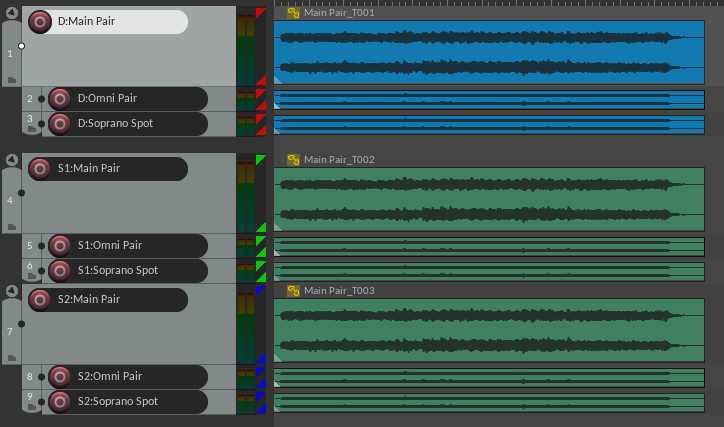 D:Main Pair
Main Pair_T001
1
2
D:Omni Pair
3
D:Soprano Spot
S1:Main Pair
Main Pair_T002
4
5
S1:Omni Pair
6
S1:Soprano Spot
S2:Main Pair
Main Pair_T003
7
8
S2:Omni Pair
9
S2:Soprano Spot